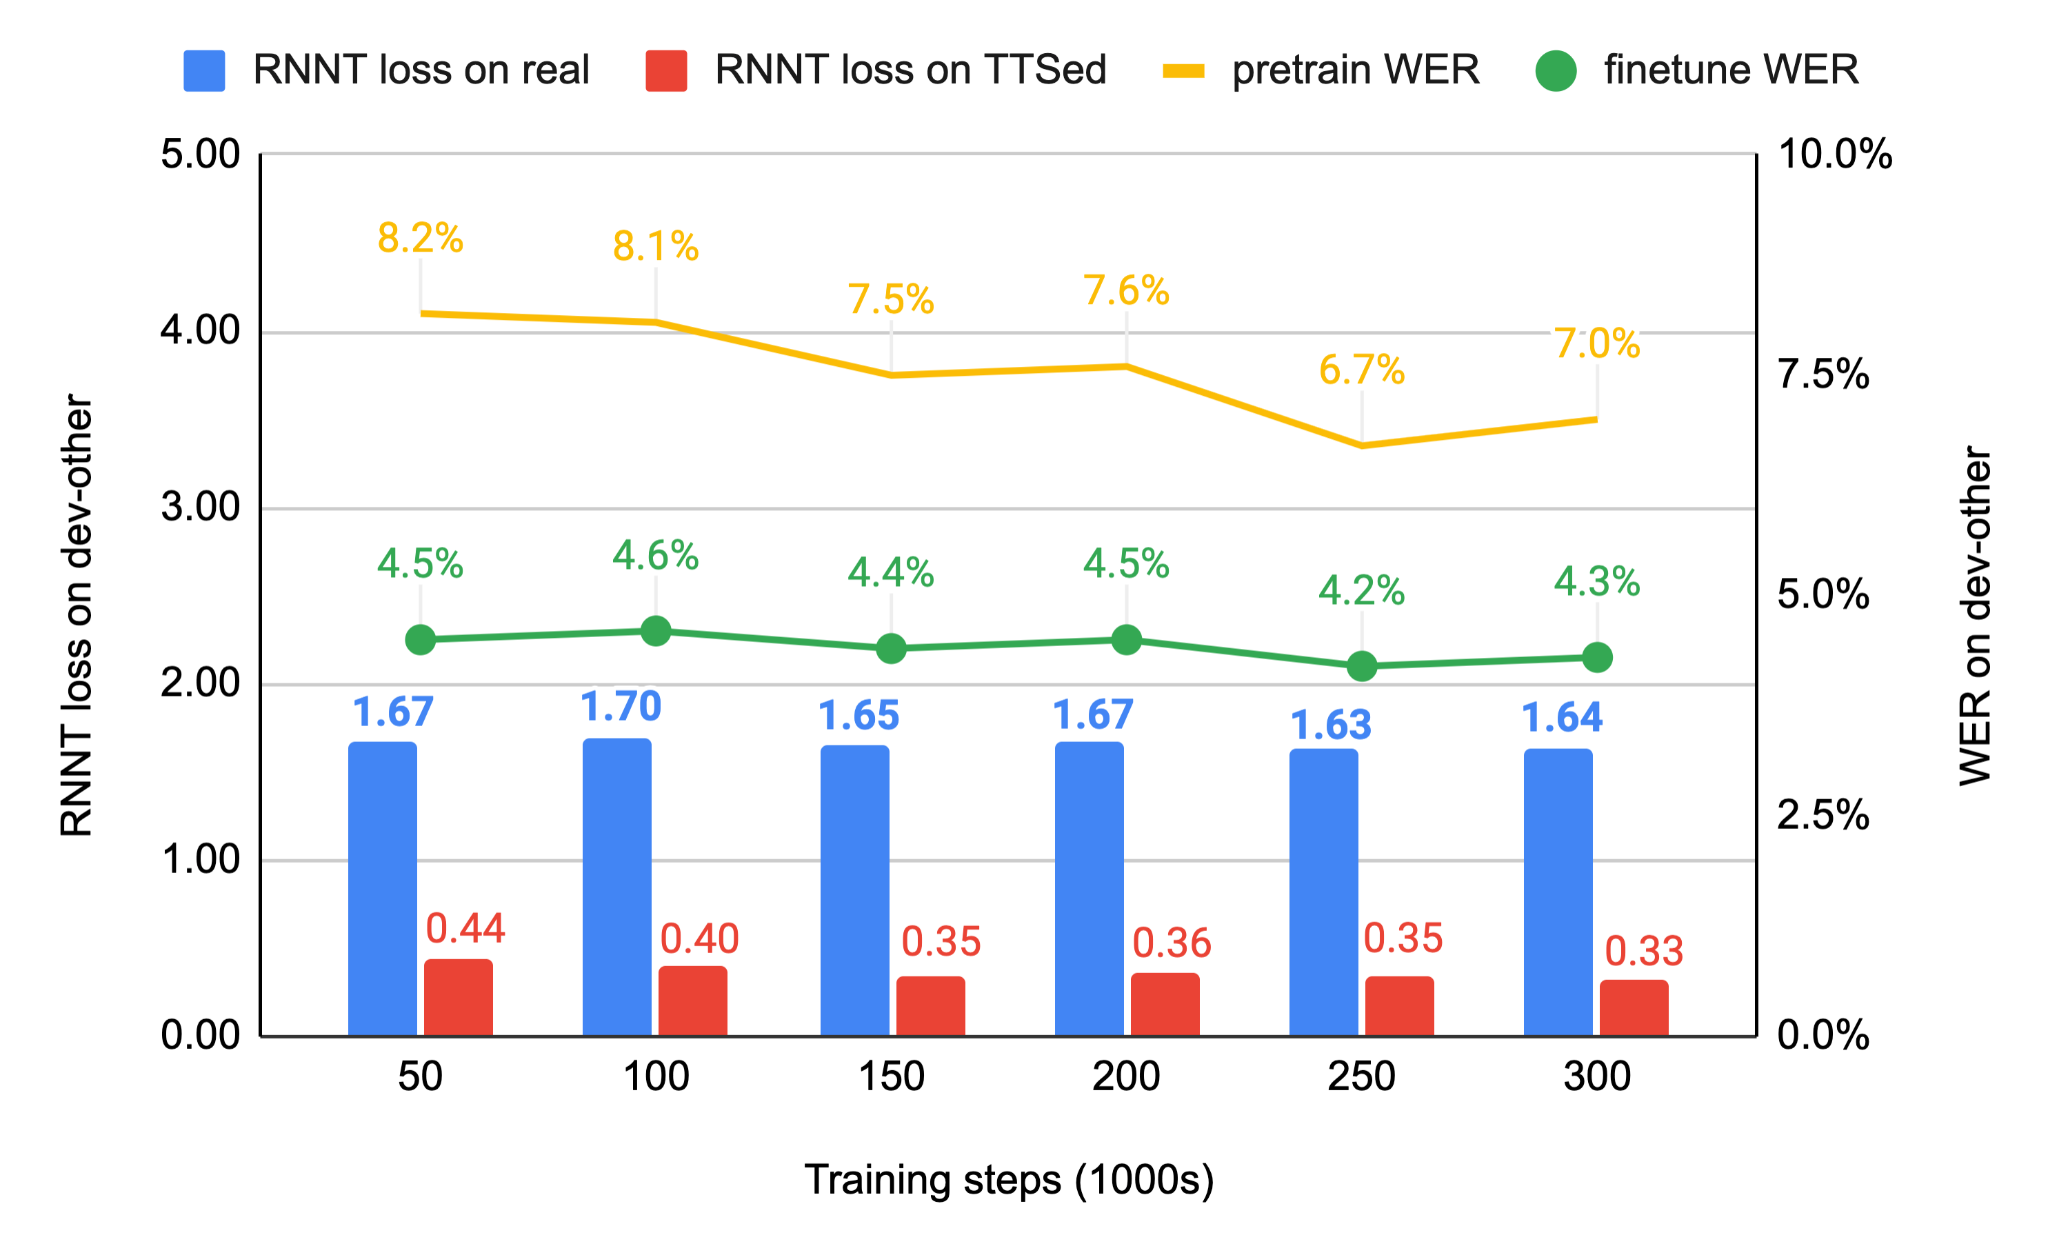 RNNT loss on real RNNT loss on TTSed pretrain WER finetune WER
5.00 10.0%
8.2% 8.1% 7.5% 7.6% 6.7% 7.0%
4.00 7.5%
3.00 5.0%
4.5% 4.6% 4.4% 4.5% 4.2% 4.3%
2.00 2.5%
1.67 1.70 1.65 1.67 1.63 1.64
1.00
0.44 0.40 0.35 0.36 0.35 0.33
0.00 0.0%
50 100 150 200 250 300
Training steps (1000s)
RNNT loss on dev-other
WER on dev-other